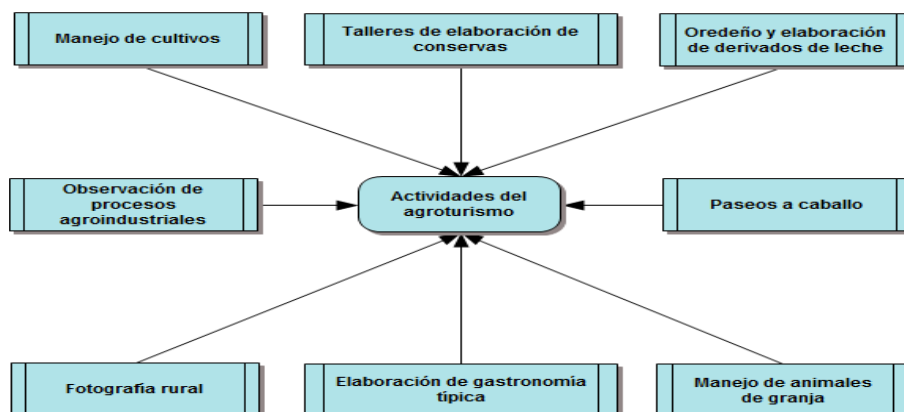 Manejo de cultivos
Talleres de elaboración de
conservas
Oredeño y elaboración
de derivados de leche
Observación de
procesos
agroindustriales
Actividades del
agroturismo
Paseos a caballo
Fotografía rural
Elaboración de gastronomía
típica
Manejo de animales
de granja